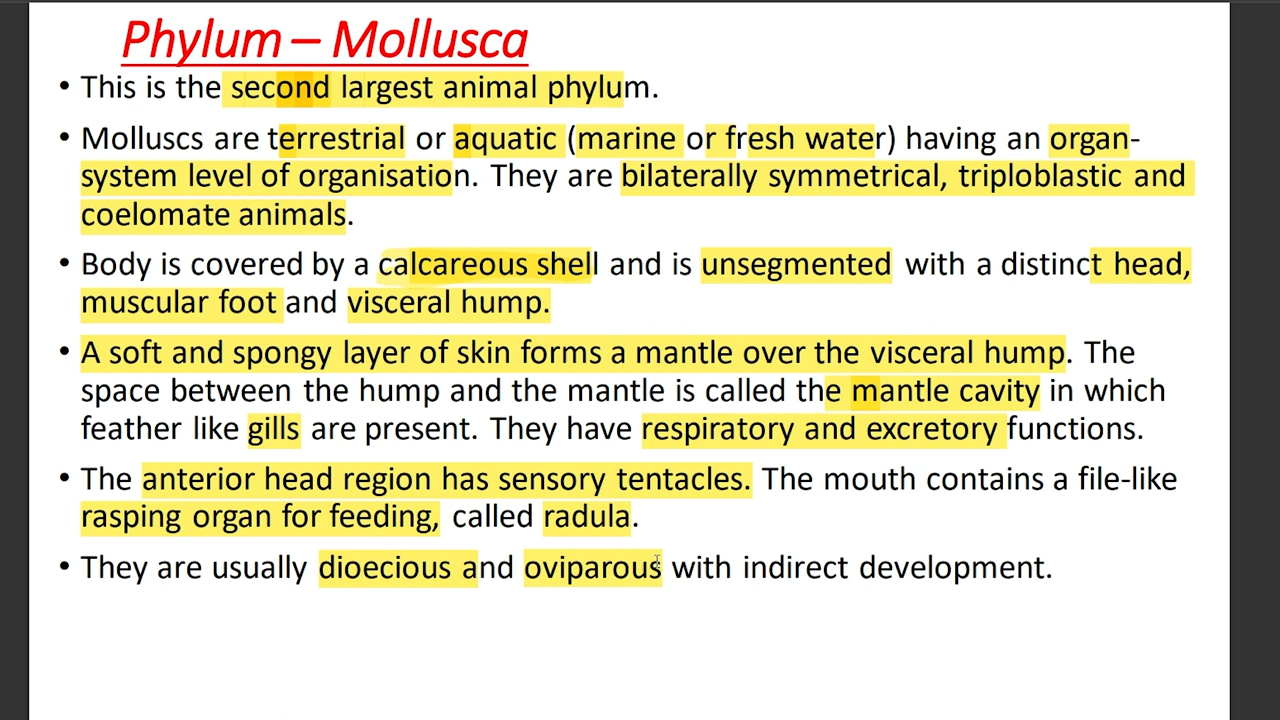 Phylum – Mollusca
• This is the second largest animal phylum.
• Molluscs are terrestrial or aquatic (marine or fresh water) having an organ-
system level of organisation. They are bilaterally symmetrical, triploblastic and
coelomate animals.
• Body is covered by a calcareous shell and is unsegmented with a distinct head,
muscular foot and visceral hump.
• A soft and spongy layer of skin forms a mantle over the visceral hump. The
space between the hump and the mantle is called the mantle cavity in which
feather like gills are present. They have respiratory and excretory functions.
• The anterior head region has sensory tentacles. The mouth contains a file-like
rasping organ for feeding, called radula.
• They are usually dioecious and oviparous with indirect development.